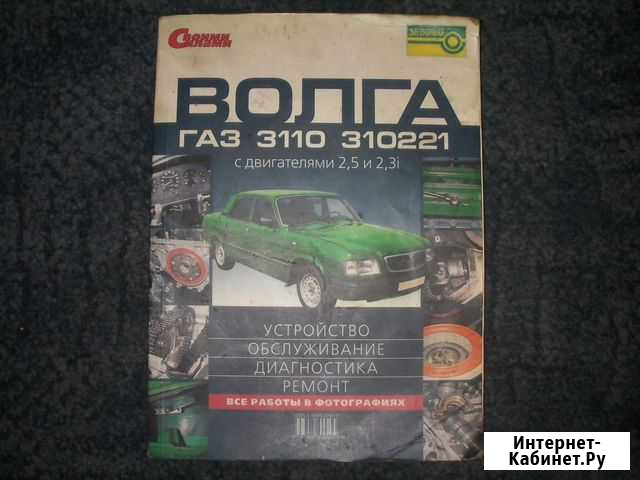 Своими
Силами
ВОЛГА
ГАЗ 3110 310221
с двигателями 2,5 и 2,3i
УСТРОЙСТВО
ОБСЛУЖИВАНИЕ
ДИАГНОСТИКА
РЕМОНТ
ВСЕ РАБОТЫ В ФОТОГРАФИЯХ
Интернет-
Кабинет.Ру